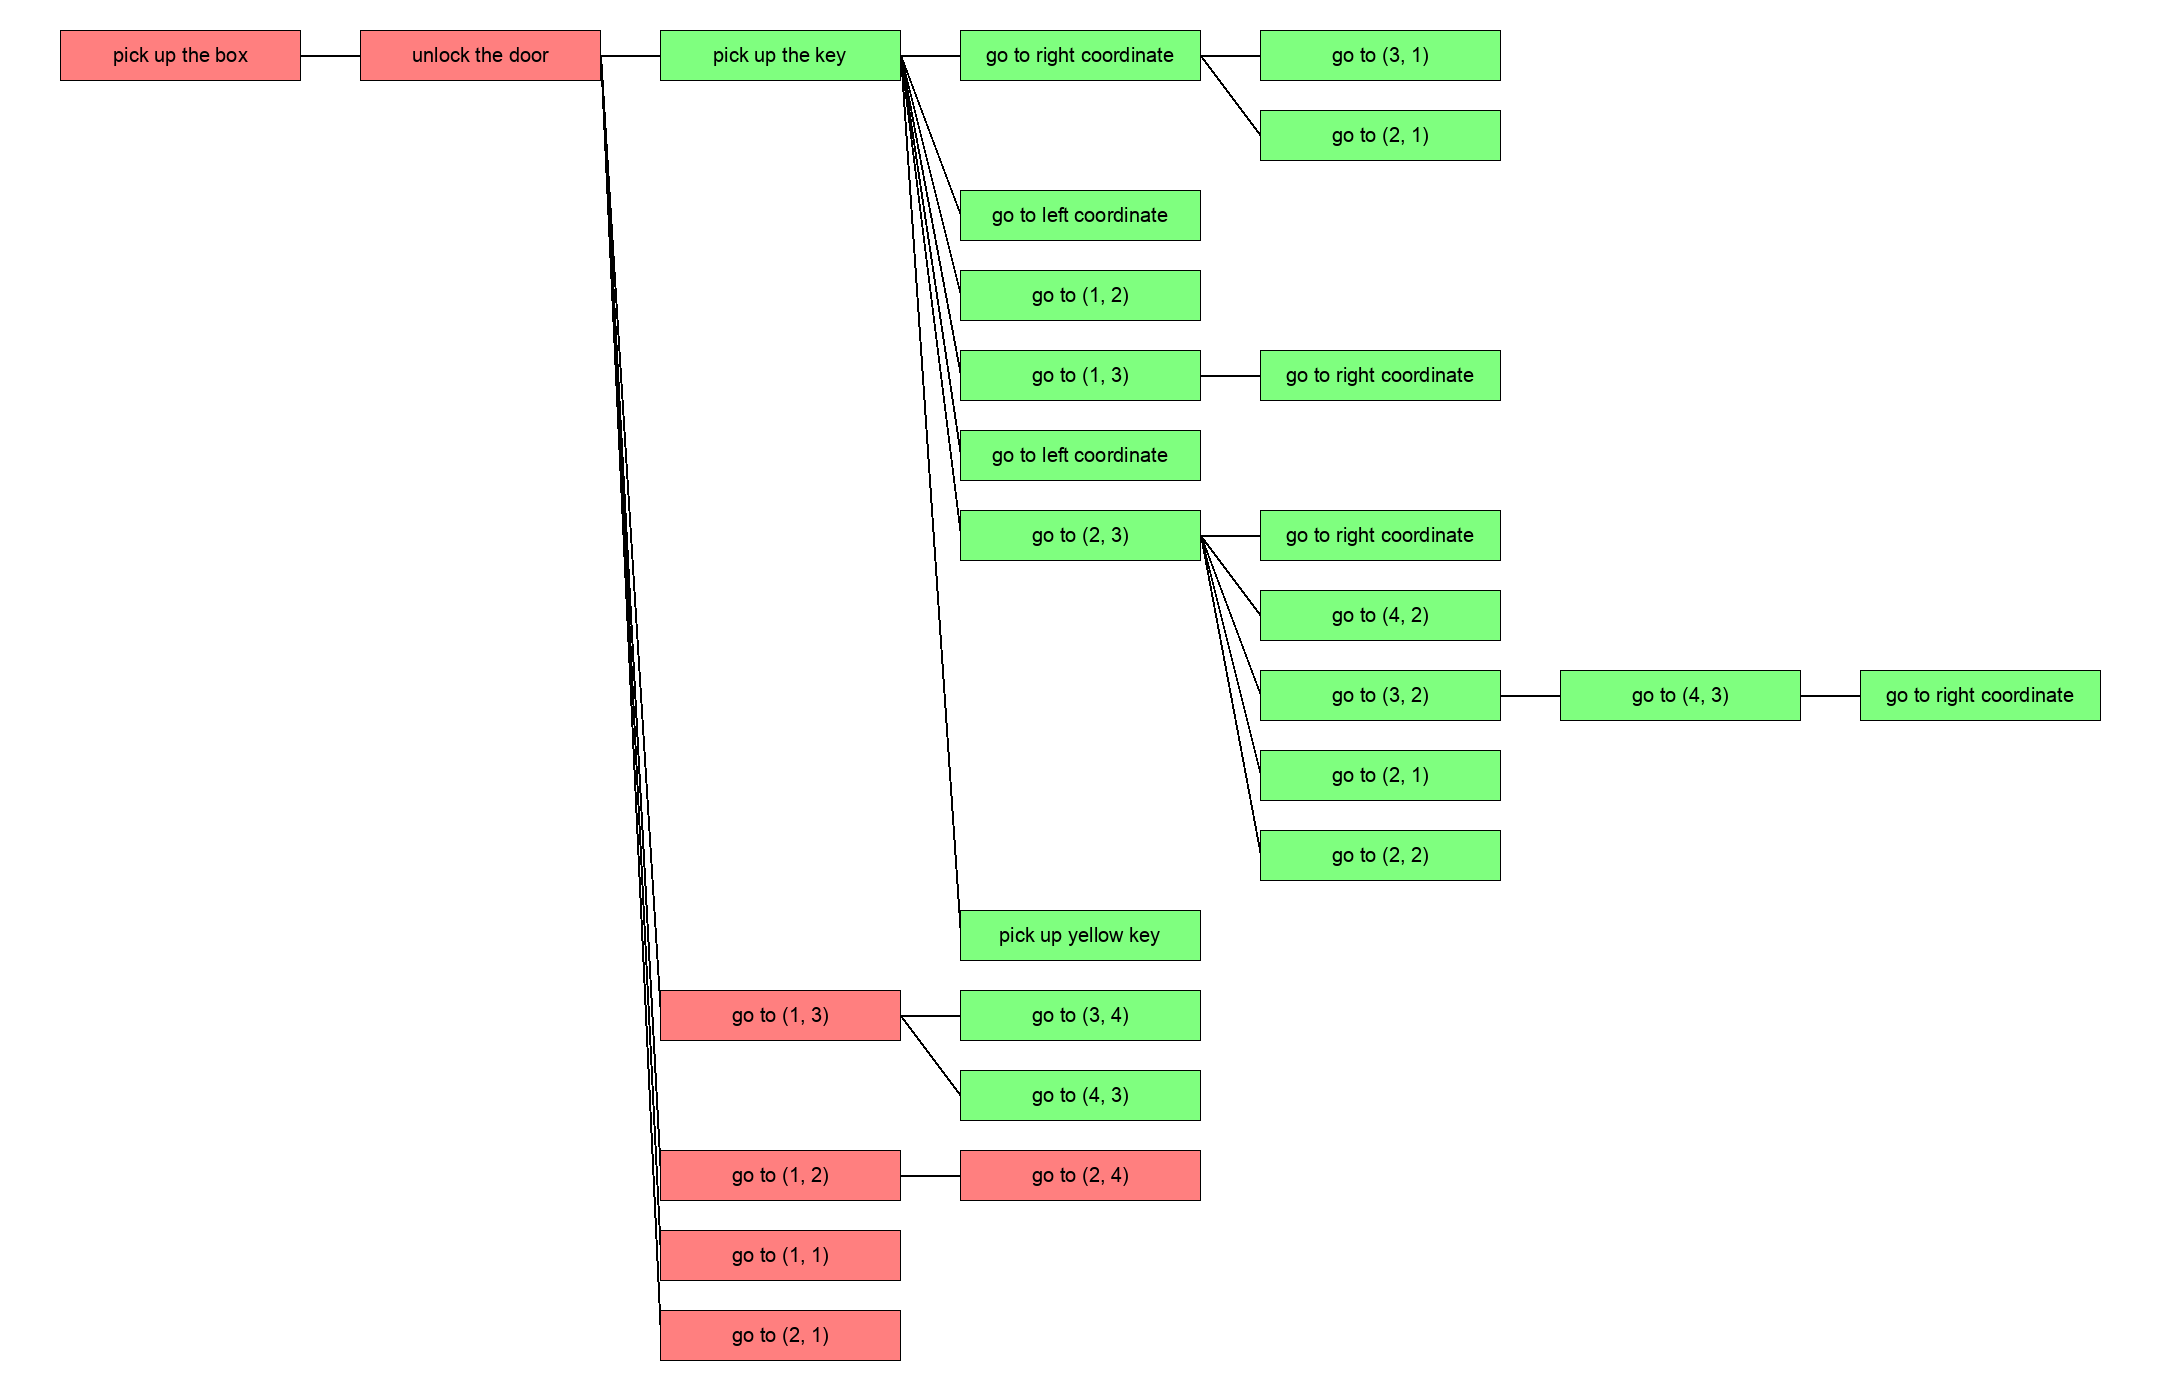 pick up the box
unlock the door
pick up the key
go to right coordinate
go to (3, 1)
go to (2, 1)
go to left coordinate
go to (1, 2)
go to (1, 3)
go to right coordinate
go to left coordinate
go to (2, 3)
go to right coordinate
go to (4, 2)
go to (3, 2)
go to (4, 3)
go to right coordinate
go to (2, 1)
go to (2, 2)
pick up yellow key
go to (1, 3)
go to (3, 4)
go to (4, 3)
go to (1, 2)
go to (2, 4)
go to (1, 1)
go to (2, 1)